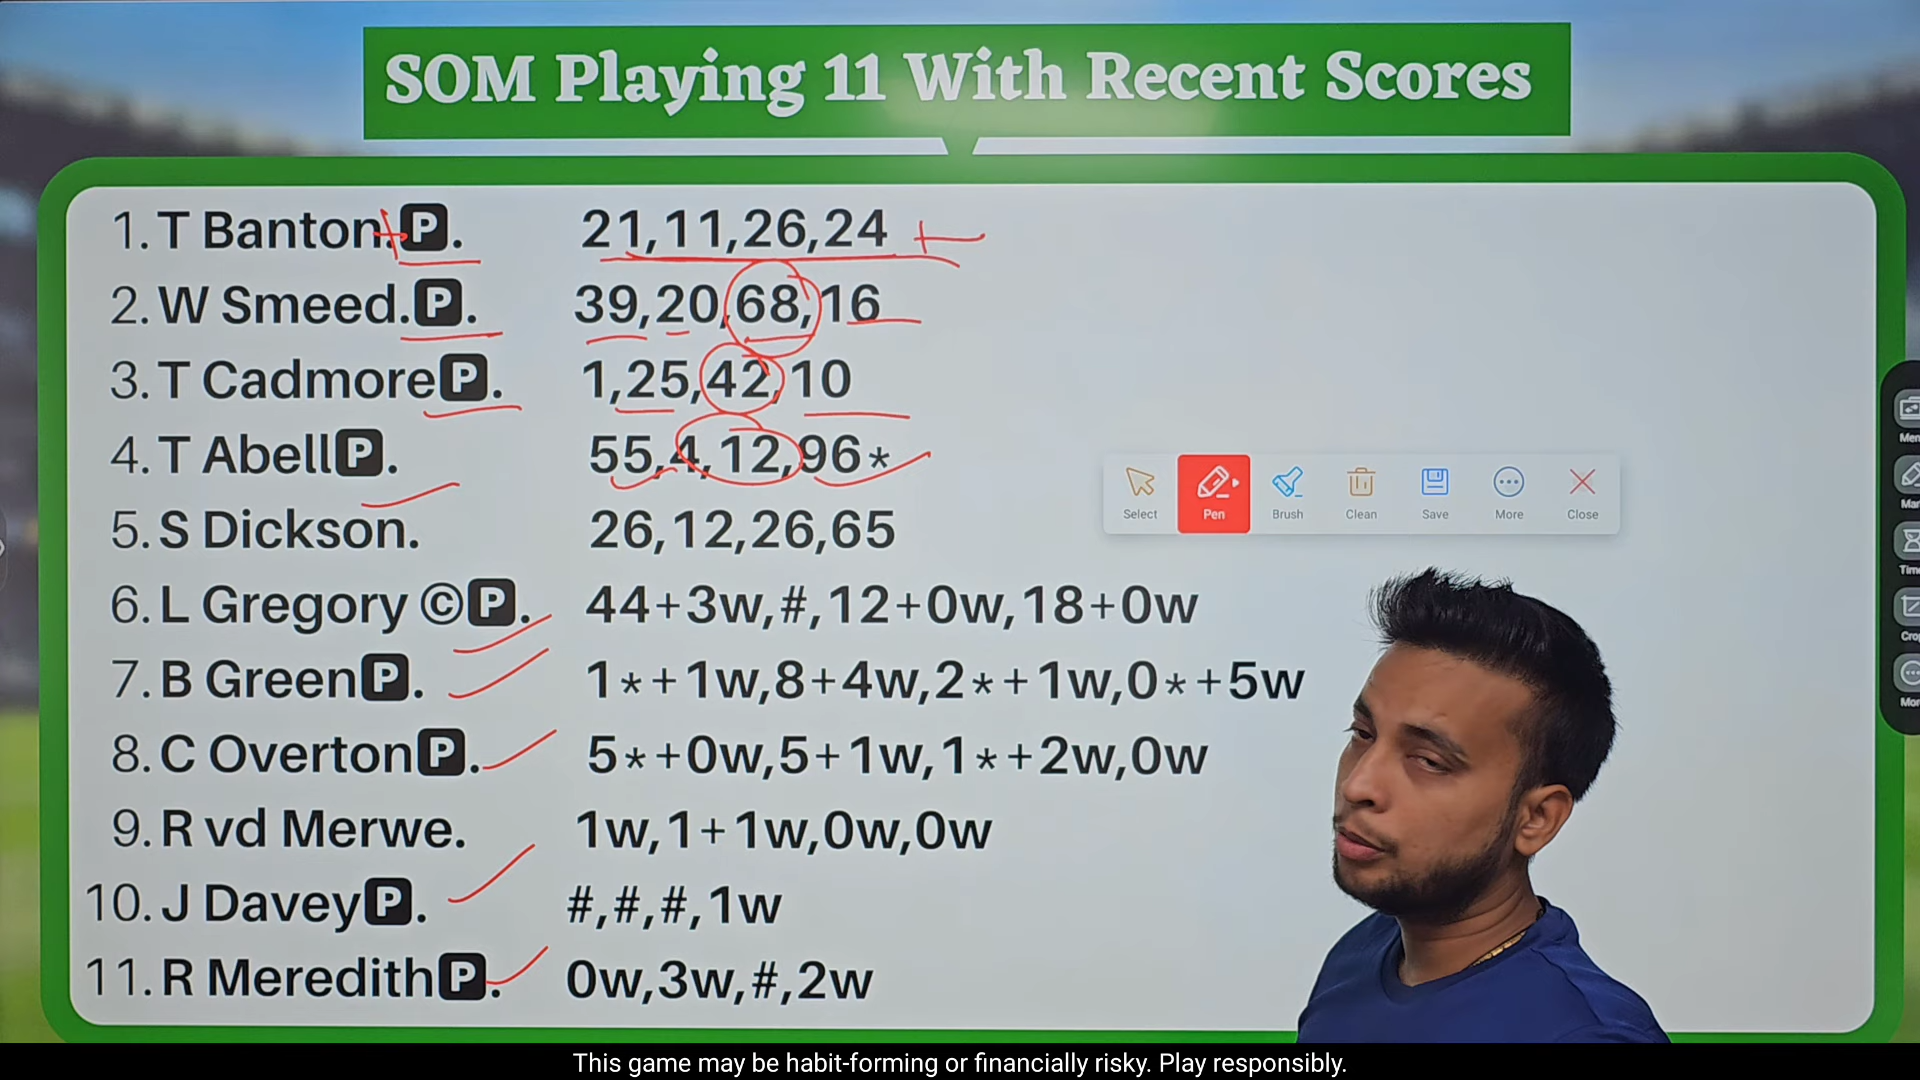 SOM Playing 11 With Recent Scores
1. T Banton.🅿. 21,11,26,24
2. W Smeed.🅿. 39,20,68,16
3. T Cadmore🅿. 1,25,42,10
4. T Abell🅿. 55,4,12,96*
5. S Dickson. 26,12,26,65
6. L Gregory ©🅿. 44+3w,#,12+0w,18+0w
7. B Green🅿. 1*+1w,8+4w,2*+1w,0*+5w
8. C Overton🅿. 5*+0w,5+1w,1*+2w,0w
9. R vd Merwe. 1w,1+1w,0w,0w
10. J Davey🅿. #,#,#,1w
11. R Meredith🅿. 0w,3w,#,2w
Select Pen Brush Clean Save More Close
This game may be habit-forming or financially risky. Play responsibly.